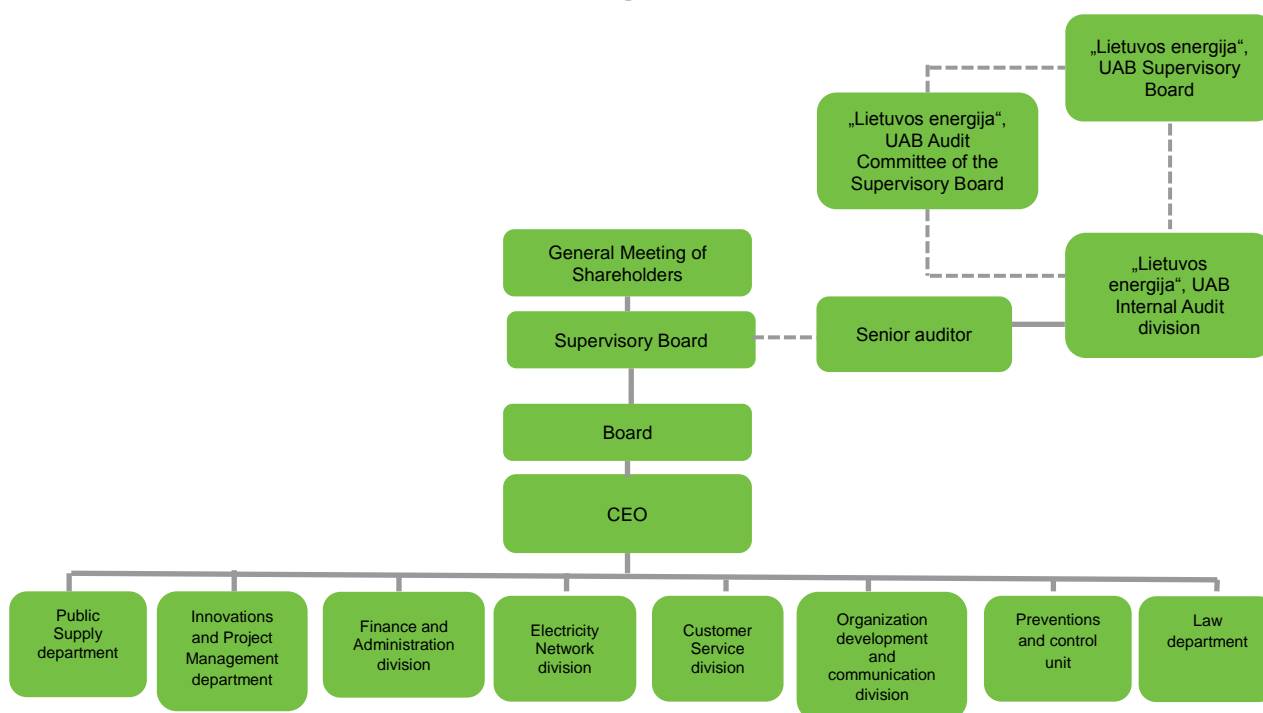 „Lietuvos energija“,
UAB Supervisory
Board
„Lietuvos energija“,
UAB Audit
Committee of the
Supervisory Board
General Meeting of
Shareholders
„Lietuvos
energija“, UAB
Internal Audit
division
Supervisory Board
Senior auditor
Board
CEO
Public
Supply
department
Innovations
and Project
Management
department
Finance and
Administration
division
Electricity
Network
division
Customer
Service
division
Organization
development
and
communication
division
Preventions
and control
unit
Law
department